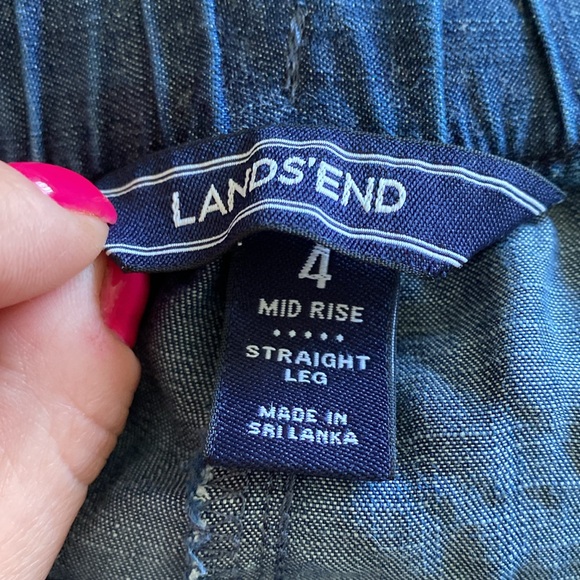 LANDS' END
4
MID RISE
STRAIGHT
LEG
MADE IN
SRI LANKA